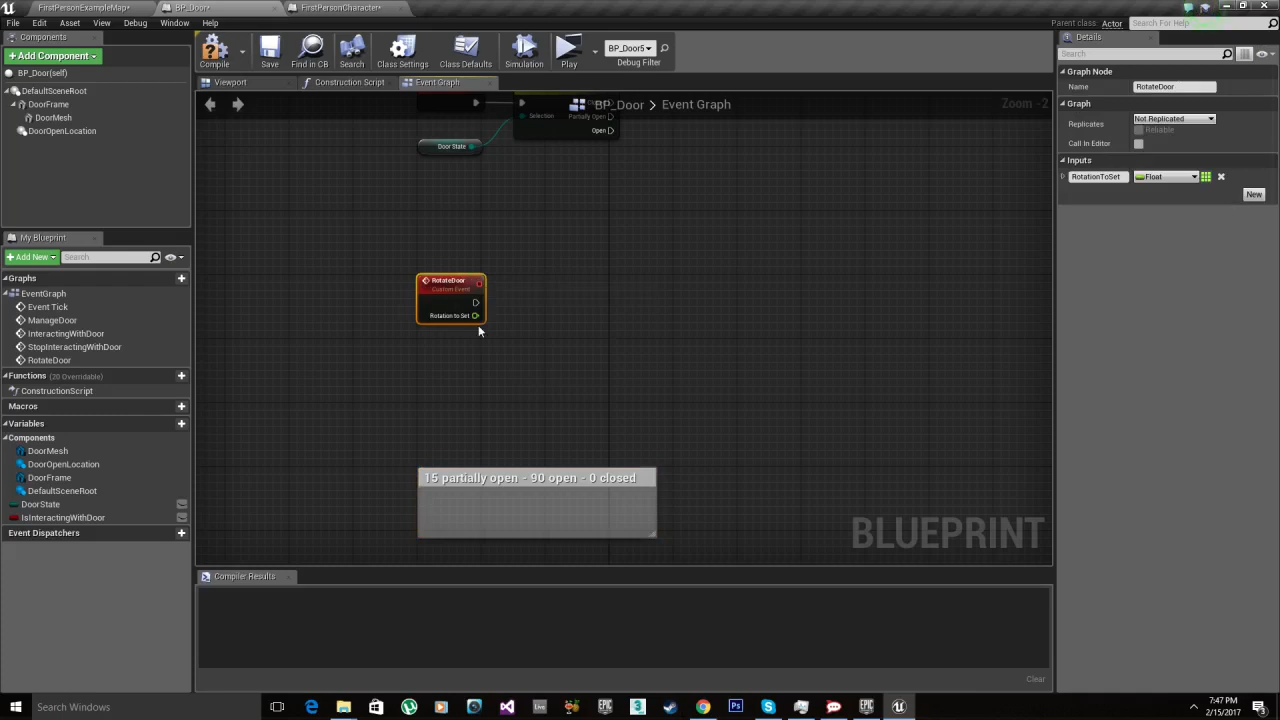 FirstPersonExampleMap*
BP_Door*
FirstPersonCharacter*
File Edit Asset View Debug Window Help
Parent class: Actor
Search For Help
Components
+Add Component
BP_Door(self)
DefaultSceneRoot
DoorFrame
DoorMesh
DoorOpenLocation
Compile
Save
Find in CB
Search
Class Settings
Class Defaults
Simulation
Play
BP_Door5
Debug Filter
Viewport
Construction Script
Event Graph
BP_Door > Event Graph
Zoom -2
Selection
Partially Open
Open
Door State
RotateDoor
Custom Event
Rotation to Set
15 partially open - 90 open - 0 closed
BLUEPRINT
My Blueprint
+Add New
Search
Graphs
EventGraph
Event Tick
ManageDoor
InteractingWithDoor
StopInteractingWithDoor
RotateDoor
Functions (20 Overridable)
ConstructionScript
Macros
Variables
Components
DoorMesh
DoorOpenLocation
DoorFrame
DefaultSceneRoot
DoorState
IsInteractingWithDoor
Event Dispatchers
Compiler Results
Clear
Details
Search
Graph Node
Name RotateDoor
Graph
Replicates Not Replicated
Reliable
Call In Editor
Inputs
RotationToSet Float
New
Search Windows
7:47 PM
2/15/2017